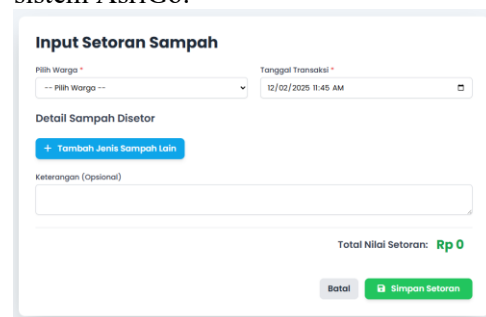 sistem AsriGo.
Input Setoran Sampah
Pilih Warga * Tanggal Transaksi *
-- Pilih Warga -- 12/02/2025 11:45 AM
Detail Sampah Disetor
+ Tambah Jenis Sampah Lain
Keterangan (Opsional)
Total Nilai Setoran: Rp 0
Batal Simpan Setoran